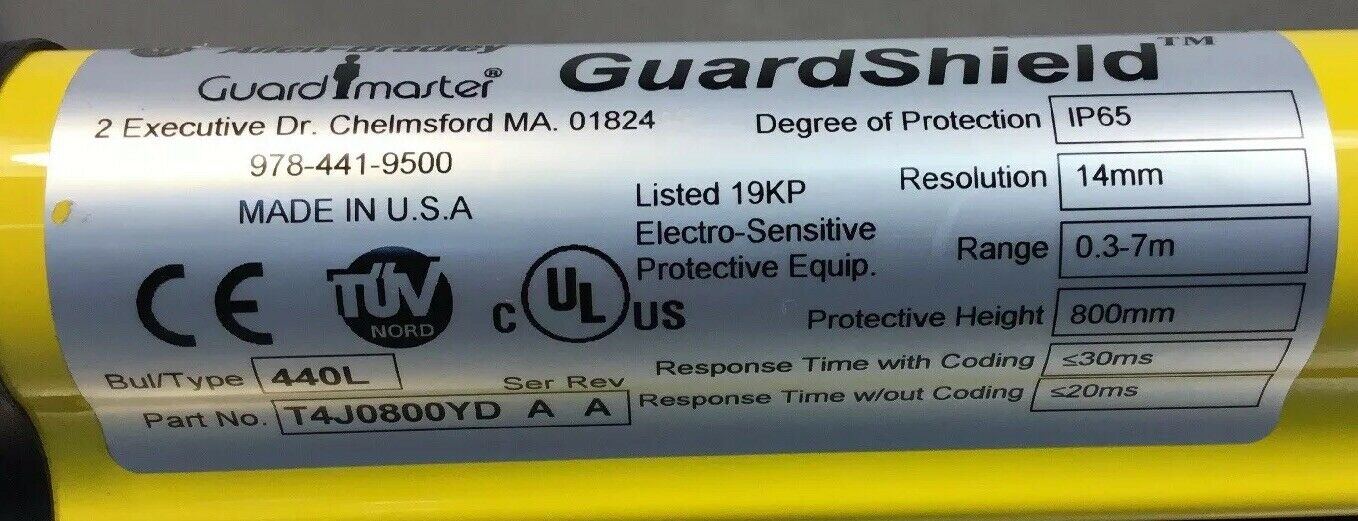 Allen-Bradley
Guardmaster®
2 Executive Dr. Chelmsford MA. 01824
978-441-9500
MADE IN U.S.A
CE
TÜV
NORD
C UL US
Listed 19KP
Electro-Sensitive
Protective Equip.
Bul/Type 440L
Ser Rev
Part No. T4J0800YD A A
GuardShield™
Degree of Protection IP65
Resolution 14mm
Range 0.3-7m
Protective Height 800mm
Response Time with Coding ≤30ms
Response Time w/out Coding ≤20ms